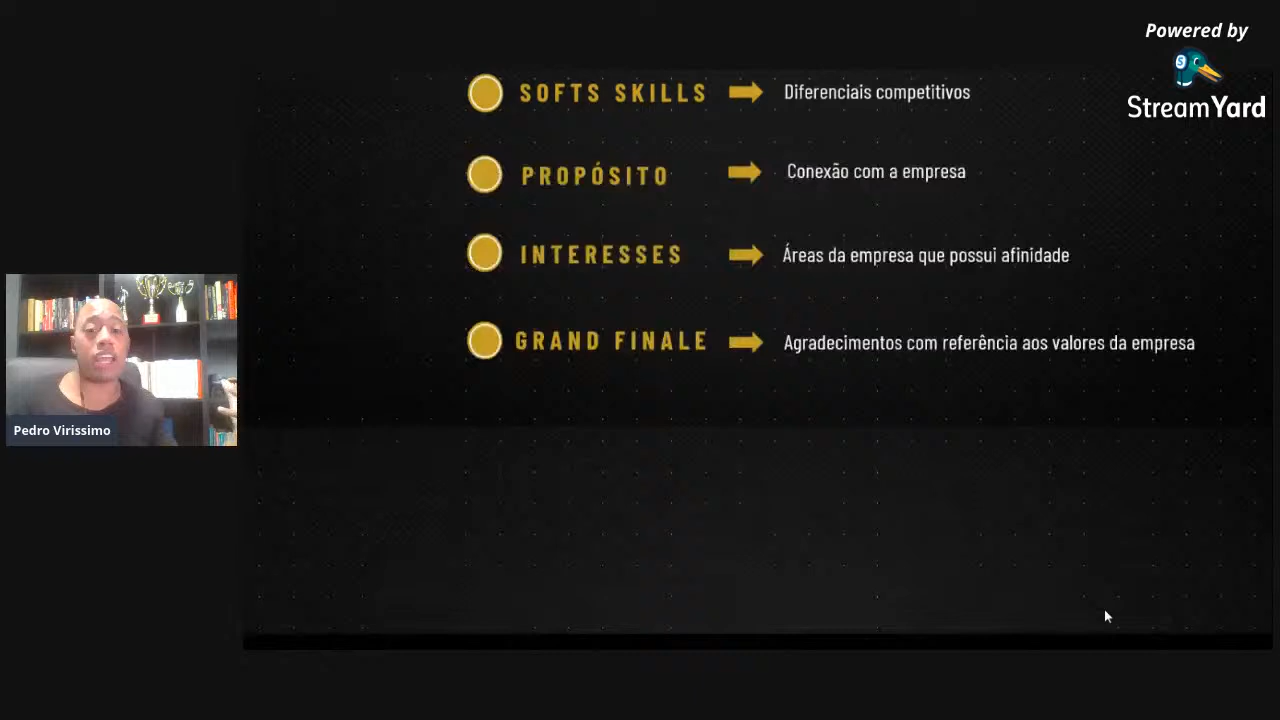 Powered by
StreamYard
SOFTS SKILLS Diferenciais competitivos
PROPÓSITO Conexão com a empresa
INTERESSES Áreas da empresa que possui afinidade
GRAND FINALE Agradecimentos com referência aos valores da empresa
Pedro Virissimo